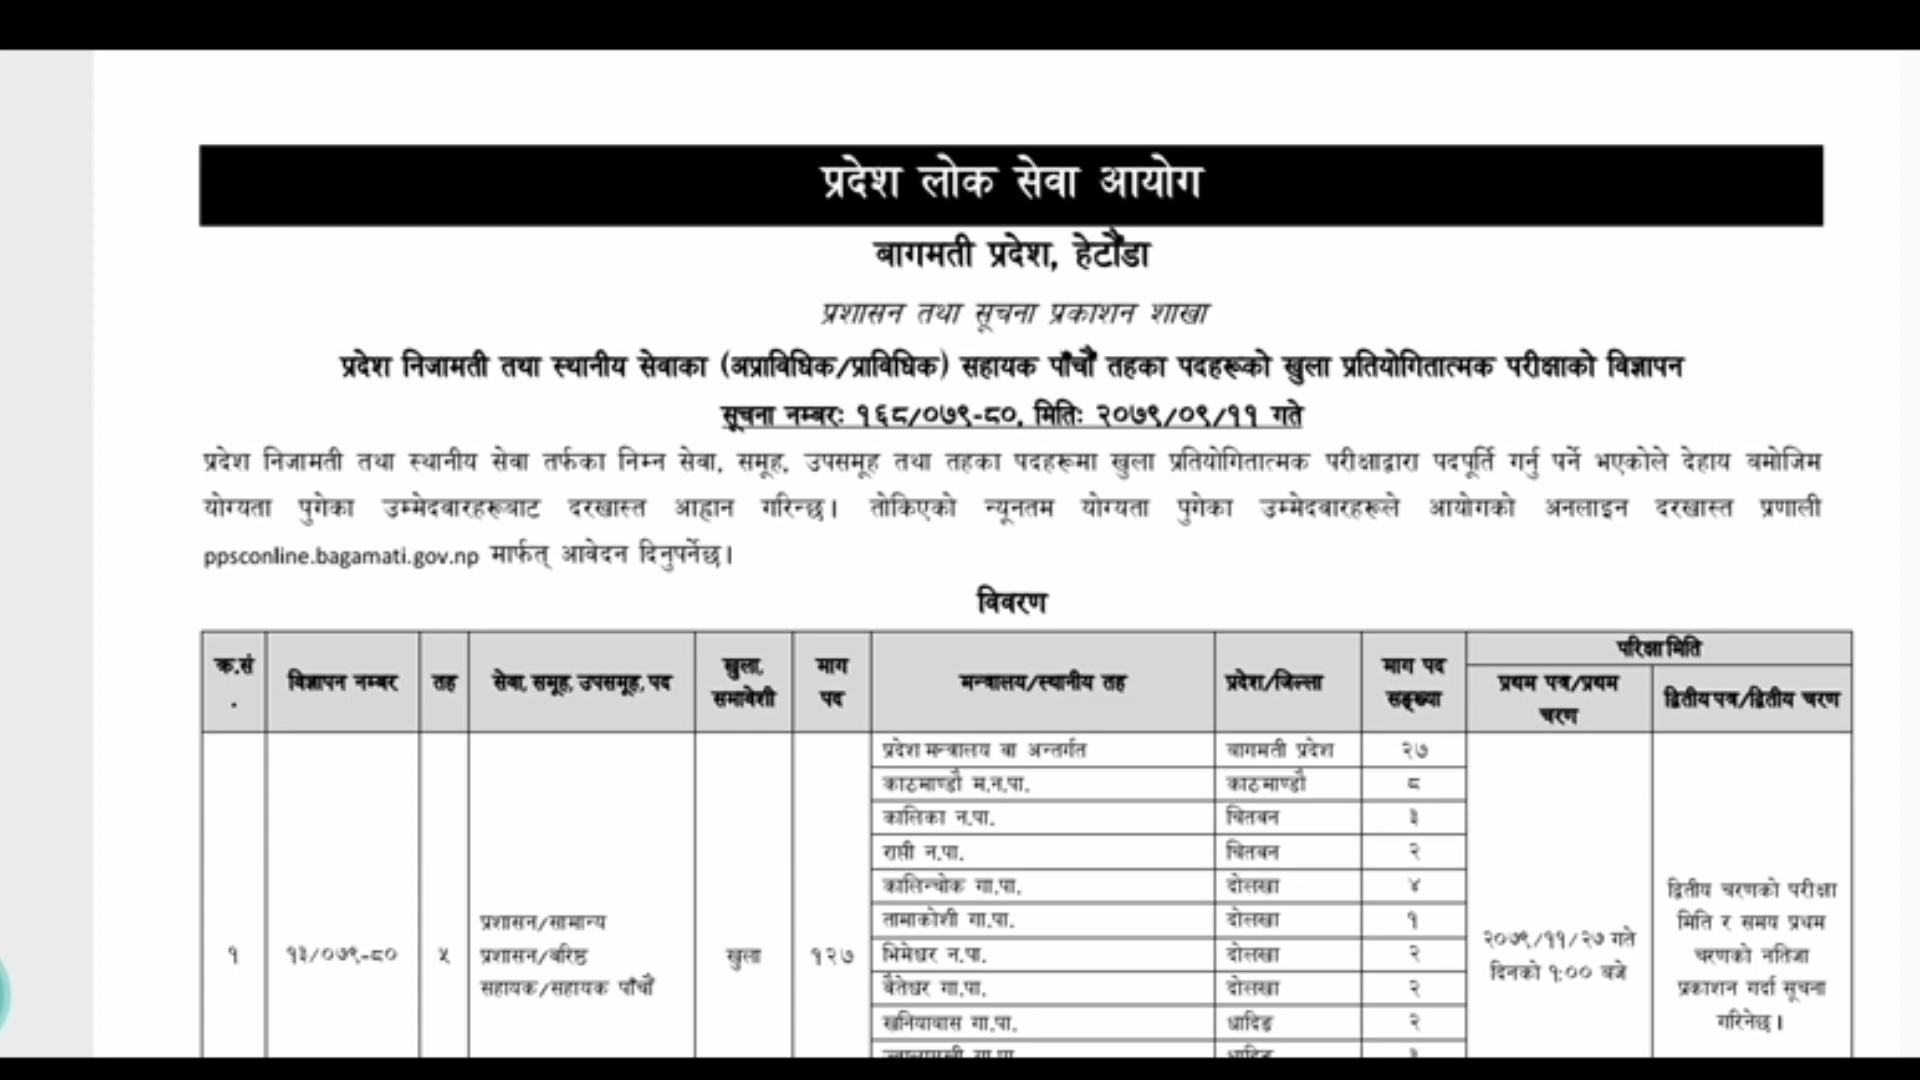 प्रदेश लोक सेवा आयोग
बागमती प्रदेश, हेटौंडा
प्रशासन तथा सूचना प्रकाशन शाखा
प्रदेश निजामती तथा स्थानीय सेवाका (अप्राविधिक/प्राविधिक) सहायक पाँचौं तहका पदहरूको खुला प्रतियोगितात्मक परीक्षाको विज्ञापन
सूचना नम्बरः १६८/०७९-८०, मितिः २०७९/०९/११ गते
प्रदेश निजामती तथा स्थानीय सेवा तर्फका निम्न सेवा, समूह, उपसमूह तथा तहका पदहरूमा खुला प्रतियोगितात्मक परीक्षाद्वारा पदपूर्ति गर्नु पर्ने भएकोले देहाय बमोजिम
योग्यता पुगेका उम्मेदवारहरूबाट दरखास्त आह्वान गरिन्छ। तोकिएको न्यूनतम योग्यता पुगेका उम्मेदवारहरूले आयोगको अनलाइन दरखास्त प्रणाली
ppsconline.bagamati.gov.np मार्फत् आवेदन दिनुपर्नेछ।
विवरण
क्र.सं. विज्ञापन नम्बर तह सेवा, समूह, उपसमूह, पद खुला, समावेशी माग पद मन्त्रालय/स्थानीय तह प्रदेश/जिल्ला माग पद सङ्ख्या परिक्षा मिति
प्रथम पत्र/प्रथम चरण द्वितीय पत्र/द्वितीय चरण
प्रदेश मन्त्रालय वा अन्तर्गत बागमती प्रदेश २७
काठमाण्डौ म.न.पा. काठमाण्डौ ८
कालिका न.पा. चितवन ३
राप्ती न.पा. चितवन २
कालिन्चोक गा.पा. दोलखा ४
तामाकोशी गा.पा. दोलखा १
भिमेश्वर न.पा. दोलखा २
बैतेश्वर गा.पा. दोलखा २
खनियाबास गा.पा. धादिङ २
१ १३/०७९-८० ५ प्रशासन/सामान्य
प्रशासन/बरिष्ठ
सहायक/सहायक पाँचौं
खुला १२७
२०७९/११/२७ गते
दिनको १:०० बजे
द्वितीय चरणको परीक्षा
मिति र समय प्रथम
चरणको नतिजा
प्रकाशन गर्दा सूचना
गरिनेछ।